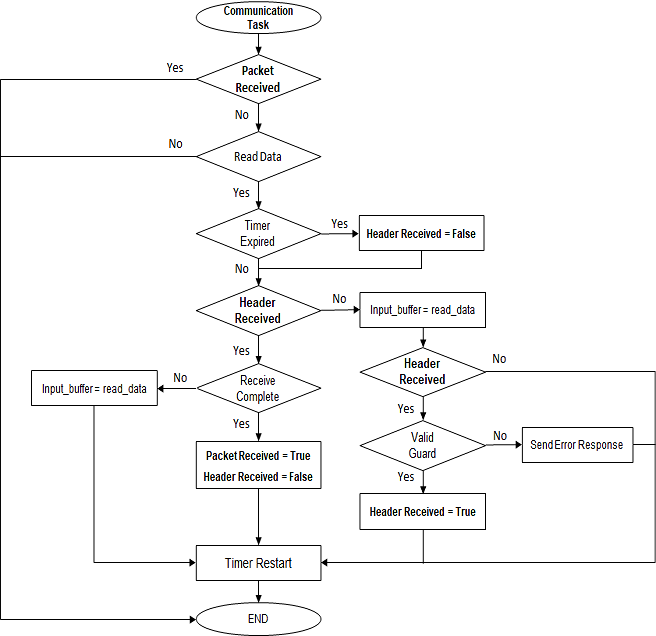 Communication
Task
Yes
Packet
Received
No
No
Read Data
Yes
Timer
Expired
Yes
Header Received = False
No
Header
Received
No
Input_buffer = read_data
Yes
Header
Received
No
Input_buffer = read_data
No
Receive
Complete
Yes
Yes
Valid
Guard
No
Send Error Response
Packet Received = True
Header Received = False
Yes
Header Received = True
Timer Restart
END